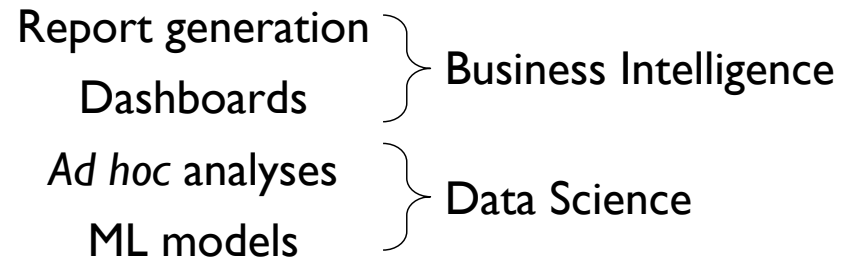 Report generation
Dashboards
Business Intelligence
Ad hoc analyses
ML models
Data Science